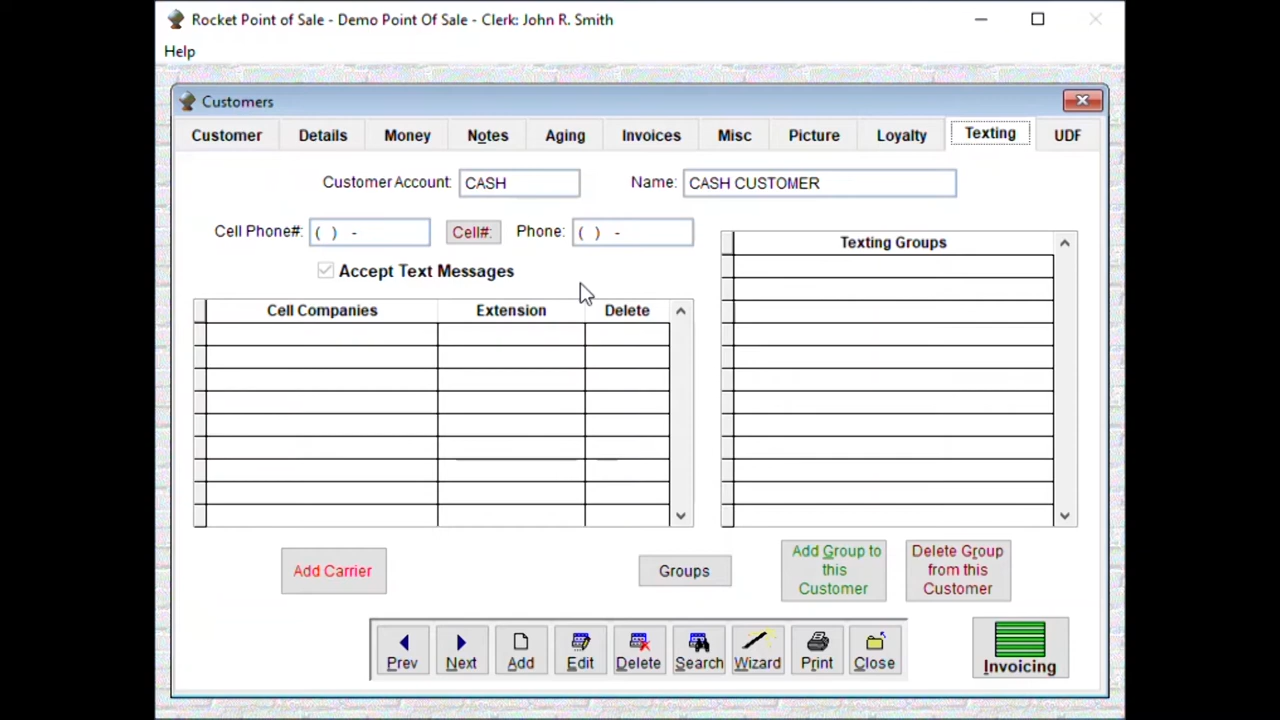 Rocket Point of Sale - Demo Point Of Sale - Clerk: John R. Smith
Help
Customers
Customer Details Money Notes Aging Invoices Misc Picture Loyalty Texting UDF
Customer Account: CASH Name: CASH CUSTOMER
Cell Phone#: ( ) - Cell#: Phone: ( ) -
Accept Text Messages
Texting Groups
Cell Companies Extension Delete
Add Carrier
Groups
Add Group to
this
Customer
Delete Group
from this
Customer
Prev Next Add Edit Delete Search Wizard Print Close
Invoicing